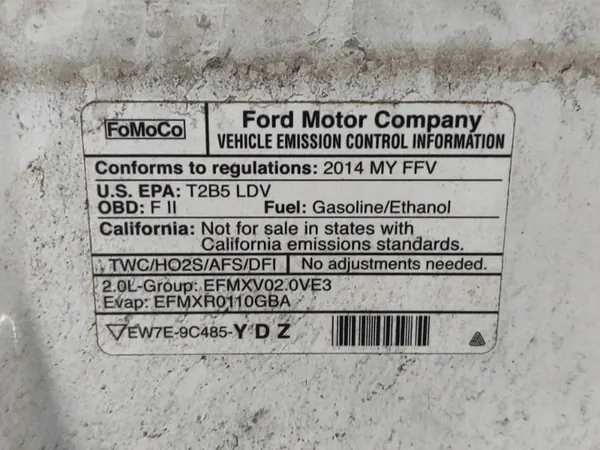 FoMoCo
Ford Motor Company
VEHICLE EMISSION CONTROL INFORMATION
Conforms to regulations: 2014 MY FFV
U.S. EPA: T2B5 LDV
OBD: F II Fuel: Gasoline/Ethanol
California: Not for sale in states with
California emissions standards.
TWC/HO2S/AFS/DFI No adjustments needed.
2.0L-Group: EFMXV02.0VE3
Evap: EFMXR0110GBA
EW7E-9C485-Y D Z